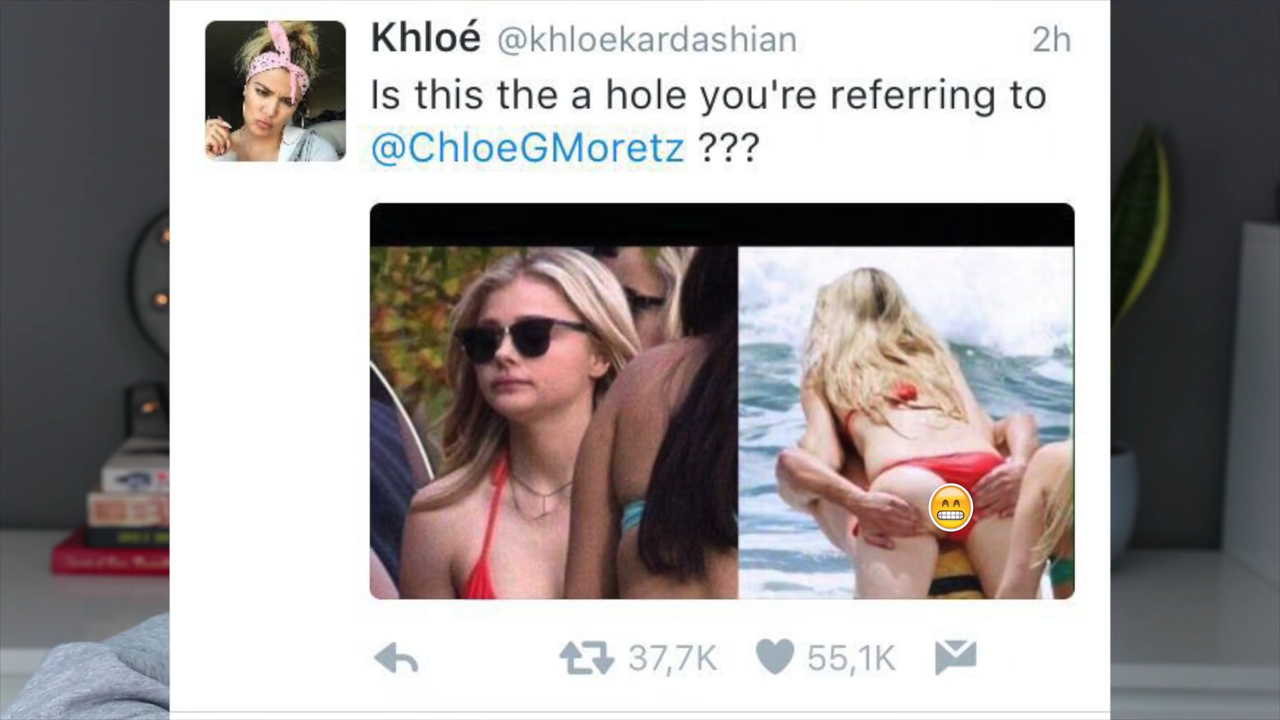 Khloé @khloekardashian 2h
Is this the a hole you're referring to
@ChloeGMoretz ???
37,7K 55,1K